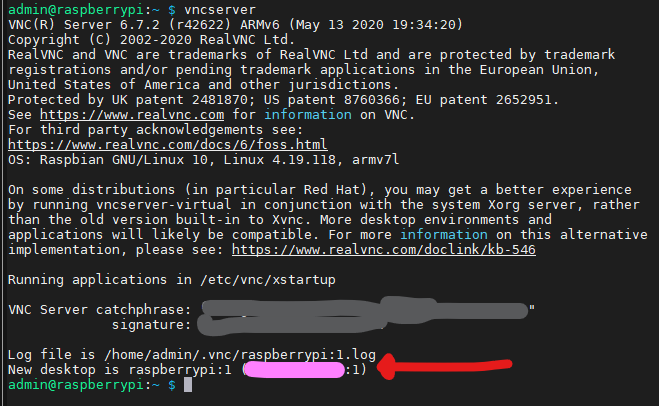 admin@raspberrypi:~ $ vncserver
VNC(R) Server 6.7.2 (r42622) ARMv6 (May 13 2020 19:34:20)
Copyright (C) 2002-2020 RealVNC Ltd.
RealVNC and VNC are trademarks of RealVNC Ltd and are protected by trademark
registrations and/or pending trademark applications in the European Union,
United States of America and other jurisdictions.
Protected by UK patent 2481870; US patent 8760366; EU patent 2652951.
See https://www.realvnc.com for information on VNC.
For third party acknowledgements see:
https://www.realvnc.com/docs/6/foss.html
OS: Raspbian GNU/Linux 10, Linux 4.19.118, armv7l
On some distributions (in particular Red Hat), you may get a better experience
by running vncserver-virtual in conjunction with the system Xorg server, rather
than the old version built-in to Xvnc. More desktop environments and
applications will likely be compatible. For more information on this alternative
implementation, please see: https://www.realvnc.com/doclink/kb-546
Running applications in /etc/vnc/xstartup
VNC Server catchphrase: "
signature:
Log file is /home/admin/.vnc/raspberrypi:1.log
New desktop is raspberrypi:1 (:1)
admin@raspberrypi:~ $